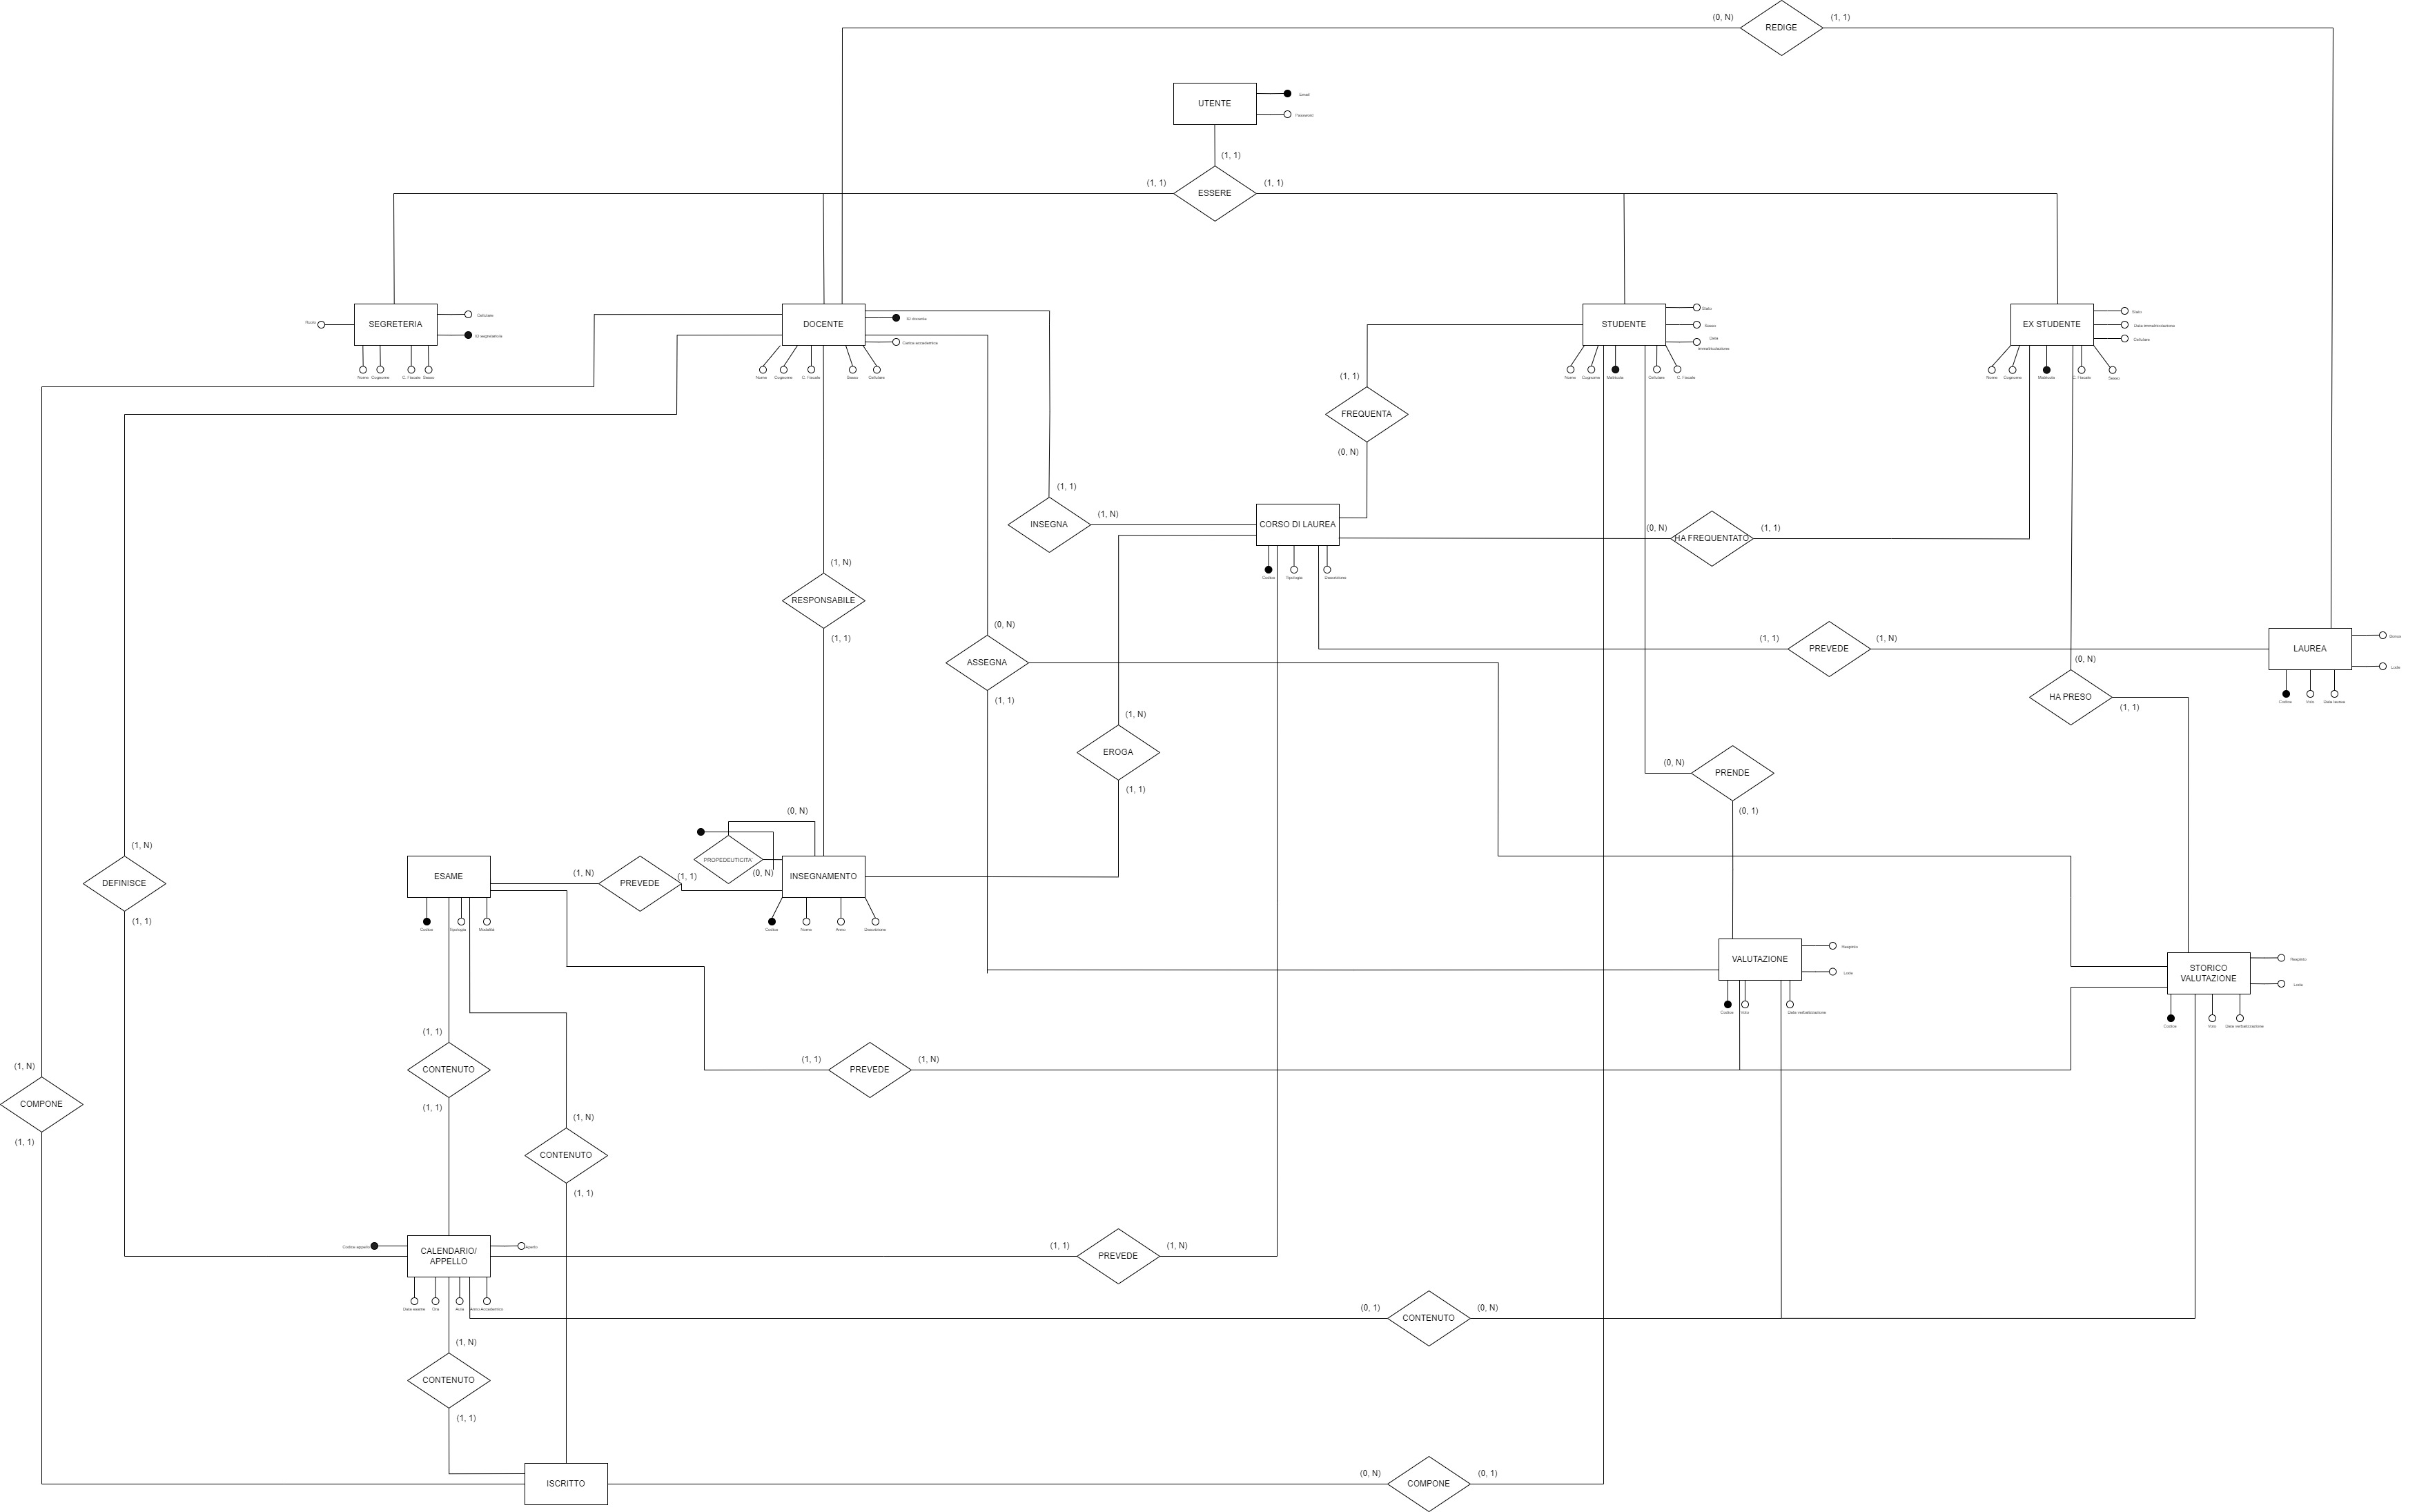 (0, N)
REDIGE
(1, 1)
UTENTE
Email
Password
(1, 1)
(1, 1)
ESSERE
(1, 1)
Ruolo
SEGRETERIA
Cellulare
Id segreteria
Nome
Cognome
C. fiscale
Sesso
DOCENTE
Id docente
Carica accademica
Nome
Cognome
C. fiscale
Sesso
Cellulare
STUDENTE
Stato
Sesso
Data
immatricolazione
Nome
Cognome
Matricola
Cellulare
C. fiscale
EX STUDENTE
Stato
Data immatricolazione
Cellulare
Nome
Cognome
Matricola
C. fiscale
Sesso
(1, 1)
FREQUENTA
(0, N)
(1, 1)
INSEGNA
(1, N)
CORSO DI LAUREA
Codice
tipologia
descrizione
(0, N)
HA FREQUENTATO
(1, 1)
(1, N)
RESPONSABILE
(1, 1)
(0, N)
ASSEGNA
(1, 1)
(1, 1)
PREVEDE
(1, N)
LAUREA
Lode
Codice
Voto
Data laurea
(0, N)
HA PRESO
(1, 1)
(1, N)
EROGA
(1, 1)
(0, N)
PRENDE
(0, 1)
(0, N)
PROPEDEUTICITA'
(0, N)
(1, N)
DEFINISCE
(1, 1)
ESAME
Codice
tipologia
Modalità
(1, N)
PREVEDE
(1, 1)
INSEGNAMENTO
Codice
Nome
Anno
descrizione
VALUTAZIONE
Respinto
Lode
Codice
Voto
Data verbalizzazione
STORICO
VALUTAZIONE
Respinto
Lode
Codice
Voto
Data verbalizzazione
(1, 1)
CONTENUTO
(1, 1)
(1, 1)
PREVEDE
(1, N)
(1, N)
COMPONE
(1, 1)
(1, N)
CONTENUTO
(1, 1)
Codice appello
CALENDARIO/
APPELLO
Appello
Data esame
Ora
Aula
Anno Accademico
(1, 1)
PREVEDE
(1, N)
(0, 1)
CONTENUTO
(0, N)
(1, N)
CONTENUTO
(1, 1)
ISCRITTO
(0, N)
COMPONE
(0, 1)